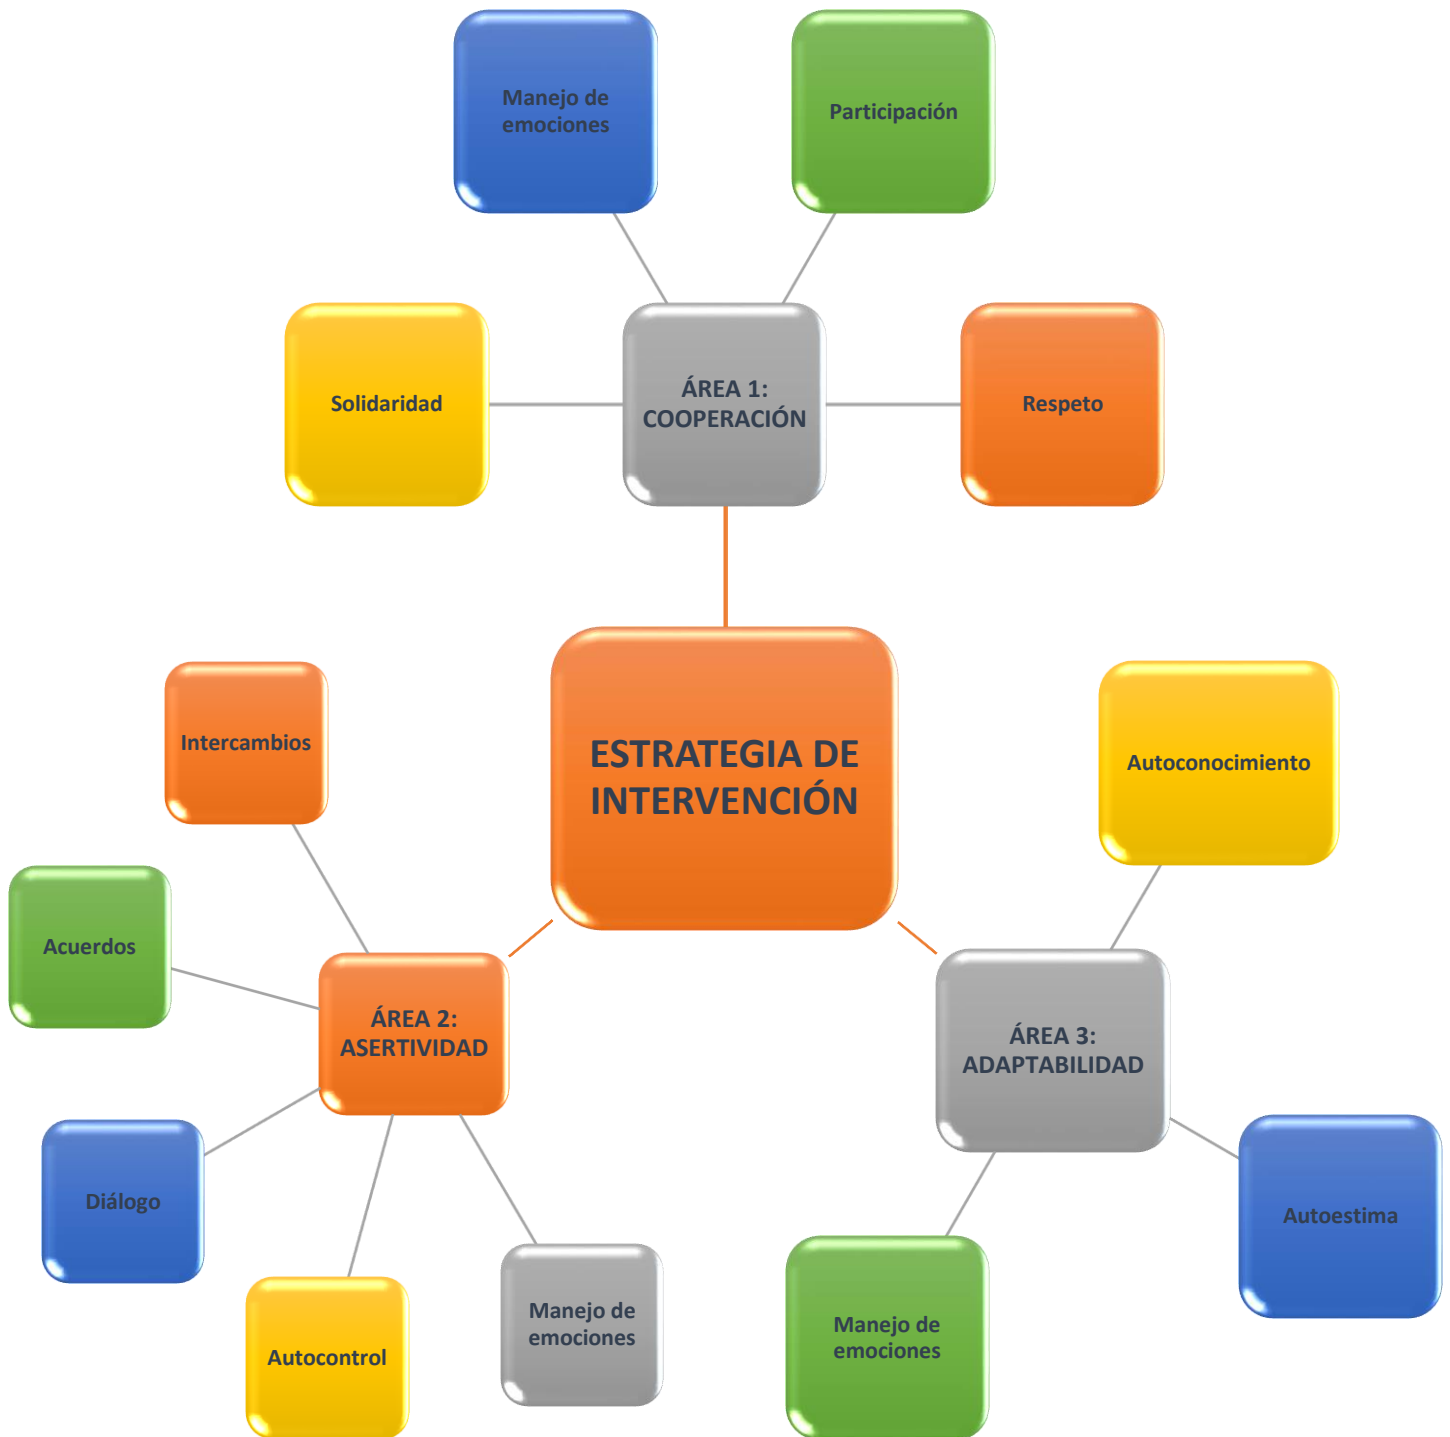 Manejo de
emociones
Participación
Solidaridad
ÁREA 1:
COOPERACIÓN
Respeto
ESTRATEGIA DE
INTERVENCIÓN
Intercambios
Acuerdos
ÁREA 2:
ASERTIVIDAD
Diálogo
Autocontrol
Manejo de
emociones
Autoconocimiento
ÁREA 3:
ADAPTABILIDAD
Autoestima
Manejo de
emociones